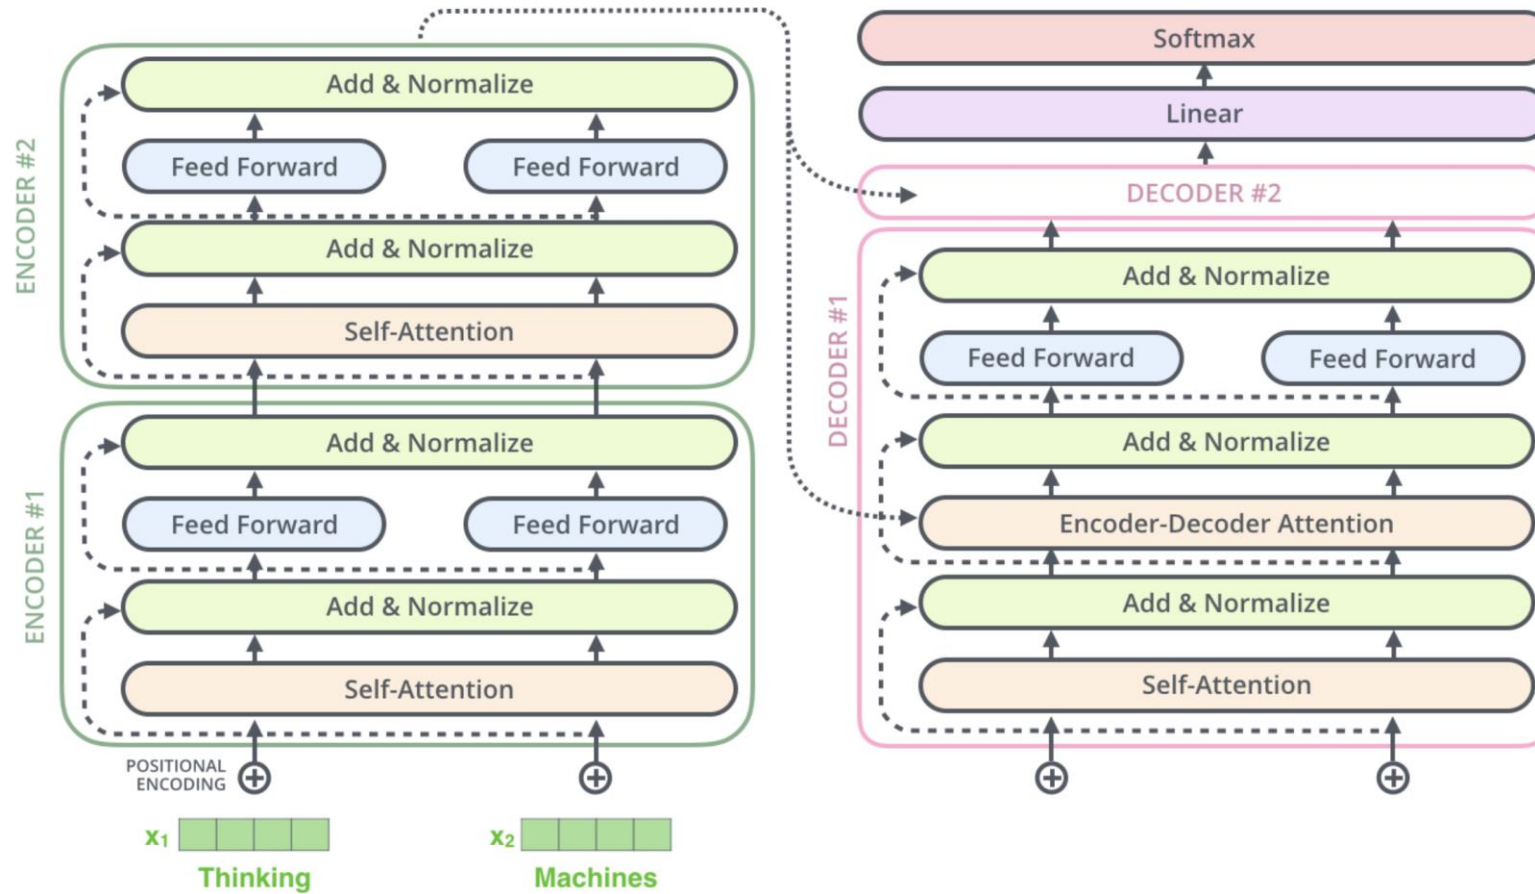 ENCODER #2
Add & Normalize
Feed Forward
Feed Forward
Add & Normalize
Self-Attention
ENCODER #1
Add & Normalize
Feed Forward
Feed Forward
Add & Normalize
Self-Attention
POSITIONAL
ENCODING
x₁
x₂
Thinking
Machines
Softmax
Linear
DECODER #2
DECODER #1
Add & Normalize
Feed Forward
Feed Forward
Add & Normalize
Encoder-Decoder Attention
Add & Normalize
Self-Attention